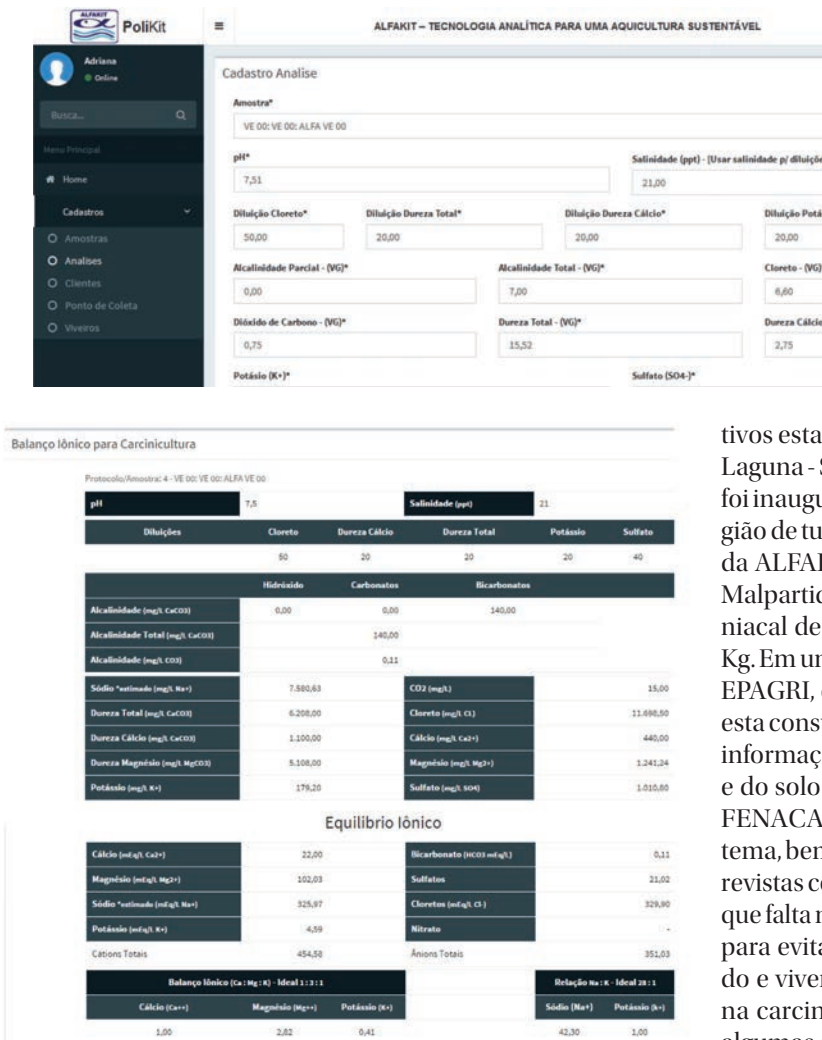 ALFAKIT
PoliKit
ALFAKIT – TECNOLOGIA ANALÍTICA PARA UMA AQUICULTURA SUSTENTÁVEL
Adriana
Online
Busca...
Menu Principal
Home
Cadastros
Amostras
Analises
Clientes
Ponto de Coleta
Viveiros
Cadastro Analise
Amostra*
VE 00: VE 00: ALFA VE 00
pH* Salinidade (ppt) - [Usar salinidade p/ diluiçõe
7,51 21,00
Diluição Cloreto* Diluição Dureza Total* Diluição Dureza Cálcio* Diluição Potá
50,00 20,00 20,00 20,00
Alcalinidade Parcial - (VG)* Alcalinidade Total - (VG)* Cloreto - (VG)
0,00 7,00 6,60
Dióxido de Carbono - (VG)* Dureza Total - (VG)* Dureza Cálcio
0,75 15,52 2,75
Potásio (K+)* Sulfato (SO4-)*
Balanço Iônico para Carcinicultura
Protocolo/Amostra: 4 - VE 00: VE 00: ALFA VE 00
pH 7,5 Salinidade (ppt) 21
Diluições Cloreto Dureza Cálcio Dureza Total Potássio Sulfato
50 20 20 20 40
Hidróxido Carbonatos Bicarbonatos
Alcalinidade (mg/L CaCO3) 0,00 0,00 140,00
Alcalinidade Total (mg/L CaCO3) 140,00
Alcalinidade (mg/L CO3) 0,11
Sódio *estimado (mg/L Na+) 7.580,63 CO2 (mg/L) 15,00
Dureza Total (mg/L CaCO3) 6.208,00 Cloreto (mg/L CL) 11.698,50
Dureza Cálcio (mg/L CaCO3) 1.100,00 Cálcio (mg/L Ca2+) 440,00
Dureza Magnésio (mg/L MgCO3) 5.108,00 Magnésio (mg/L Mg2+) 1.241,24
Potássio (mg/L K+) 179,20 Sulfato (mg/L SO4) 1.010,80
Equilibrio Iônico
Cálcio (mEq/L Ca2+) 22,00 Bicarbonato (HCO3 mEq/L) 0,11
Magnésio (mEq/L Mg2+) 102,03 Sulfatos 21,02
Sódio *estimado (mEq/L Na+) 325,97 Cloretos (mEq/L Cl-) 329,90
Potássio (mEq/L K+) 4,59 Nitrato -
Cátions Totais 454,58 Ânions Totais 351,03
Balanço Iônico (Ca : Mg : K) - Ideal 1 : 3 : 1 Relação Na : K - Ideal 28 : 1
Cálcio (Ca++) Magnésio (Mg++) Potássio (K+) Sódio (Na+) Potássio (k+)
1,00 2,82 0,41 42,30 1,00
tivos esta
Laguna - S
foi inaugu
gião de tu
da ALFAK
Malpartic
niacal de
Kg. Em un
EPAGRI,
esta consu
informaç
e do solo
FENACA
tema, ben
revistas c
que falta n
para evita
do e viver
na carcin